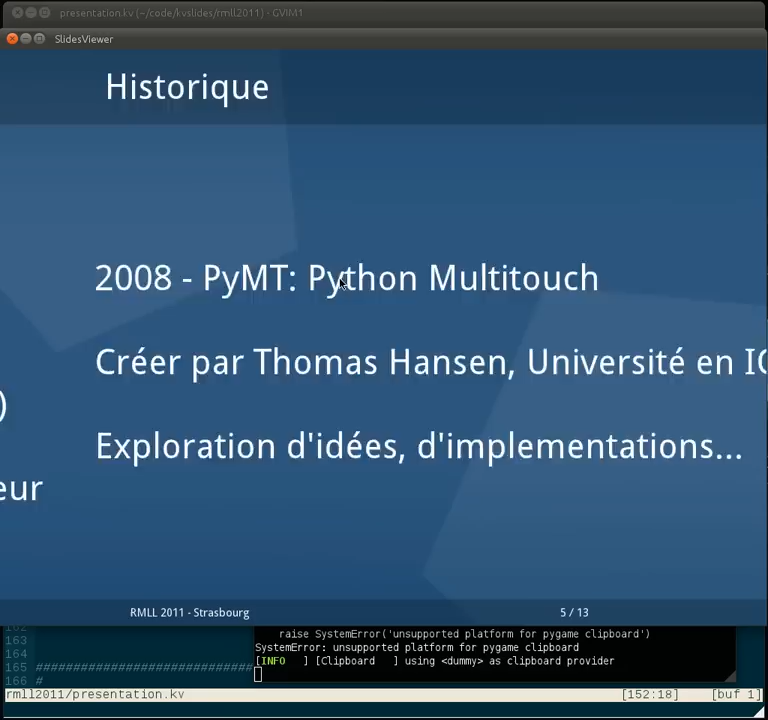 presentation.kv (~/code/kvslides/rmll2011) - GVIM1
SlidesViewer
Historique
2008 - PyMT: Python Multitouch
Créer par Thomas Hansen, Université en
Exploration d'idées, d'implementations...
)
eur
RMLL 2011 - Strasbourg
5 / 13
raise SystemError('unsupported platform for pygame clipboard')
163
SystemError: unsupported platform for pygame clipboard
164
[INFO   ] [Clipboard   ] using <dummy> as clipboard provider
165 ############################
166 #
rmll2011/presentation.kv [152:18] [buf 1]